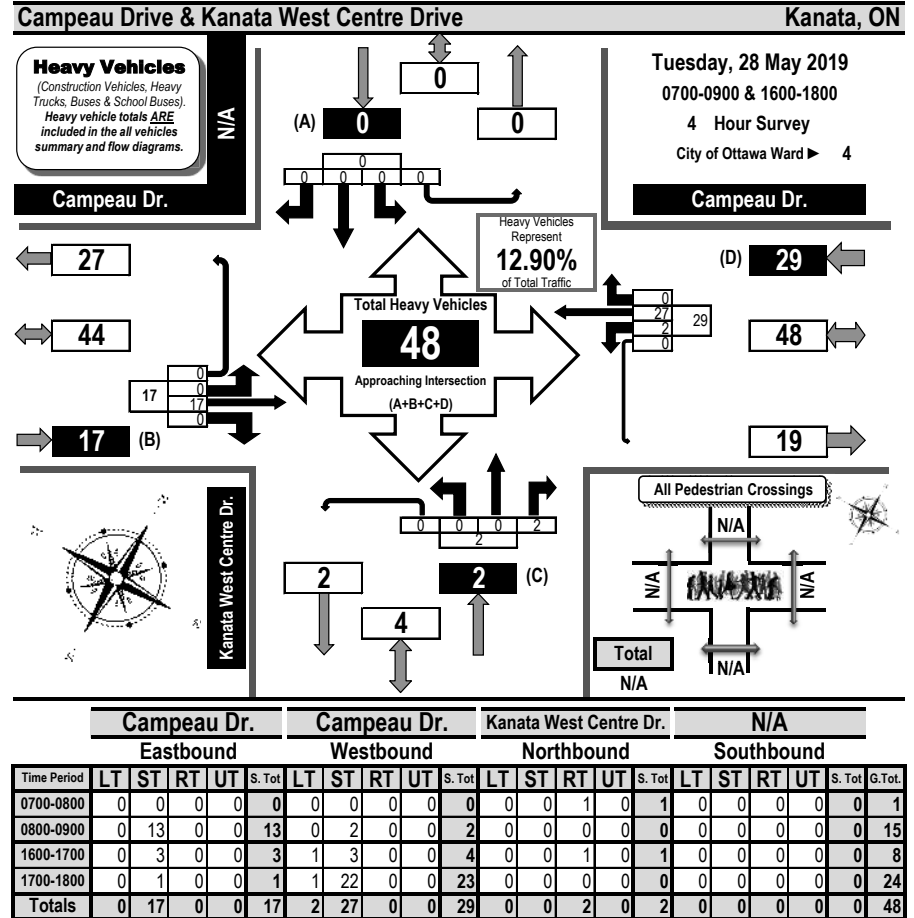 Campeau Drive & Kanata West Centre Drive Kanata, ON
Heavy Vehicles
(Construction Vehicles, Heavy
Trucks, Buses & School Buses).
Heavy vehicle totals ARE
included in the all vehicles
summary and flow diagrams.
N/A
Campeau Dr.
0
(A) 0 0
0
0 0 0 0
Tuesday, 28 May 2019
0700-0900 & 1600-1800
4 Hour Survey
City of Ottawa Ward ► 4
Campeau Dr.
Heavy Vehicles
Represent
12.90%
of Total Traffic
27
44
17
0
0
17
0
17 (B)
Total Heavy Vehicles
48
Approaching Intersection
(A+B+C+D)
(D) 29
0
27
2
0
29
48
19
Kanata West Centre Dr.
0 0 0 2
2
2
2 (C)
4
All Pedestrian Crossings
N/A
N/A
N/A
N/A
Total
N/A
Campeau Dr. Campeau Dr. Kanata West Centre Dr. N/A
Eastbound Westbound Northbound Southbound
Time Period LT ST RT UT S. Tot LT ST RT UT S. Tot LT ST RT UT S. Tot LT ST RT UT S. Tot G.Tot.
0700-0800 0 0 0 0 0 0 0 0 0 0 0 0 1 0 1 0 0 0 0 0 1
0800-0900 0 13 0 0 13 0 2 0 0 2 0 0 0 0 0 0 0 0 0 0 15
1600-1700 0 3 0 0 3 1 3 0 0 4 0 0 1 0 1 0 0 0 0 0 8
1700-1800 0 1 0 0 1 1 22 0 0 23 0 0 0 0 0 0 0 0 0 0 24
Totals 0 17 0 0 17 2 27 0 0 29 0 0 2 0 2 0 0 0 0 0 48